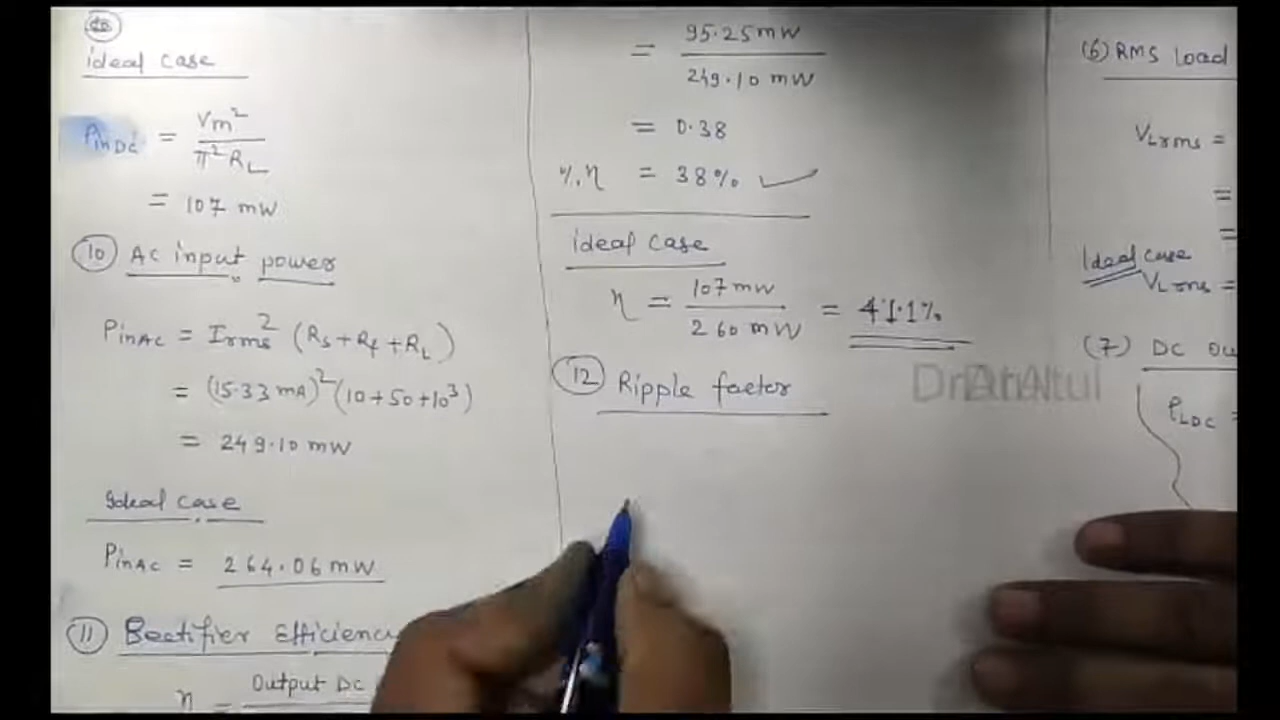 ideal case
PinDC = Vm² / π² RL
= 107 mW
(10) AC input power
PinAC = Irms² (Rs + Rf + RL)
= (15.33 mA)² (10 + 50 + 10³)
= 249.10 mW
Ideal case
PinAC = 264.06 mW
(11) Rectifier Efficiency
η = Output DC
= 95.25 mW / 249.10 mW
= 0.38
%η = 38% ✓
ideal case
η = 107 mW / 260 mW = 41.1%
(12) Ripple factor
(6) RMS Load
VLrms =
=
=
Ideal case
VLrms =
(7) DC Ou
PLDC =